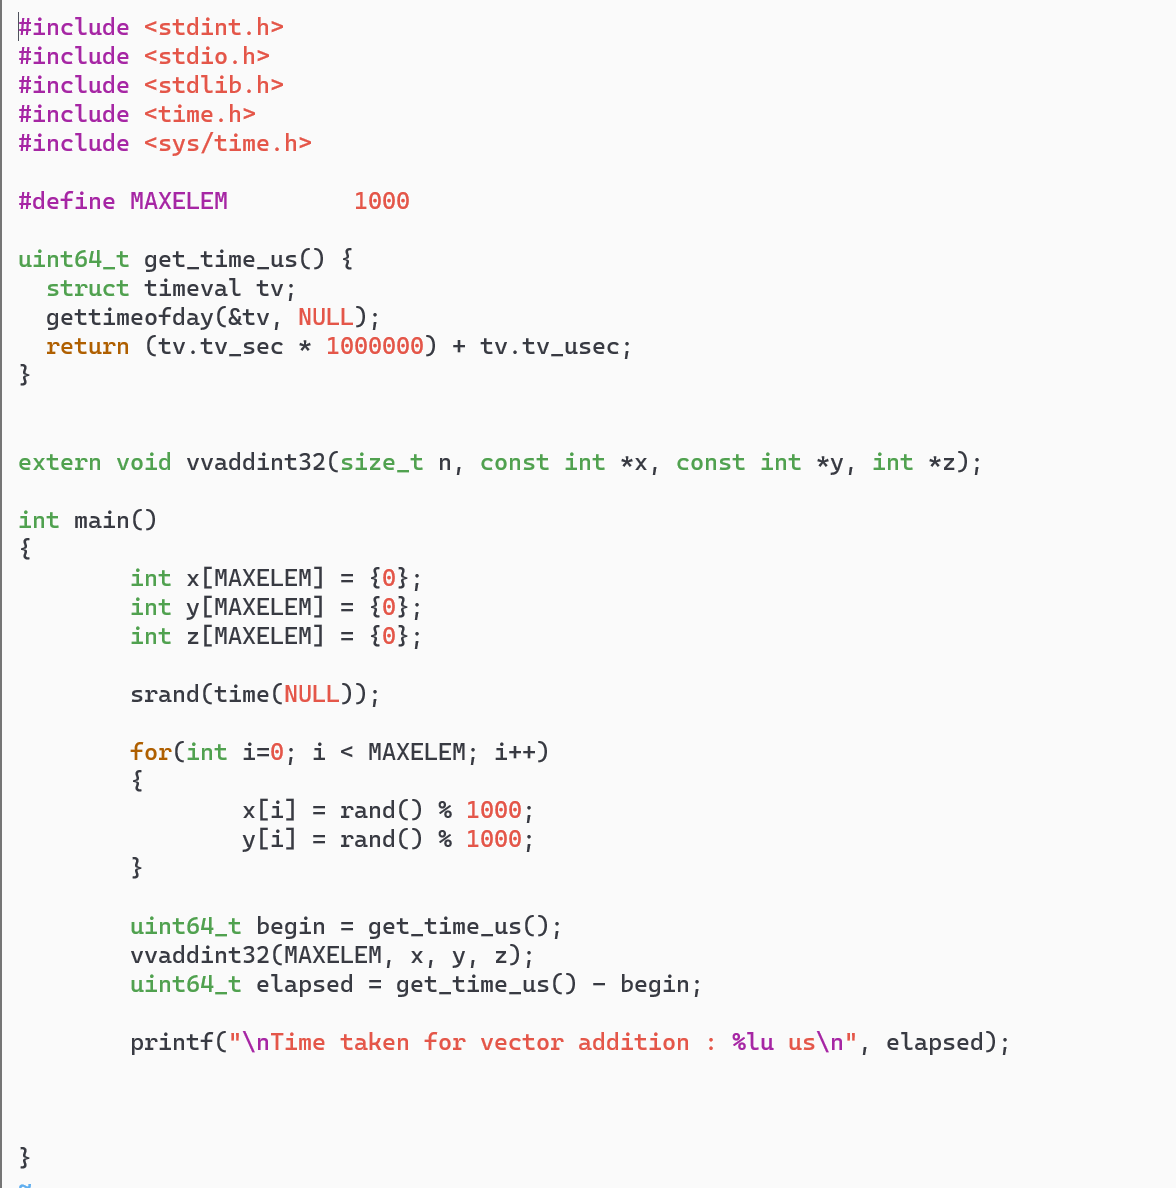 #include <stdint.h>
#include <stdio.h>
#include <stdlib.h>
#include <time.h>
#include <sys/time.h>

#define MAXELEM         1000

uint64_t get_time_us() {
  struct timeval tv;
  gettimeofday(&tv, NULL);
  return (tv.tv_sec * 1000000) + tv.tv_usec;
}


extern void vvaddint32(size_t n, const int *x, const int *y, int *z);

int main()
{
        int x[MAXELEM] = {0};
        int y[MAXELEM] = {0};
        int z[MAXELEM] = {0};

        srand(time(NULL));

        for(int i=0; i < MAXELEM; i++)
        {
                x[i] = rand() % 1000;
                y[i] = rand() % 1000;
        }

        uint64_t begin = get_time_us();
        vvaddint32(MAXELEM, x, y, z);
        uint64_t elapsed = get_time_us() - begin;

        printf("\nTime taken for vector addition : %lu us\n", elapsed);



}
~